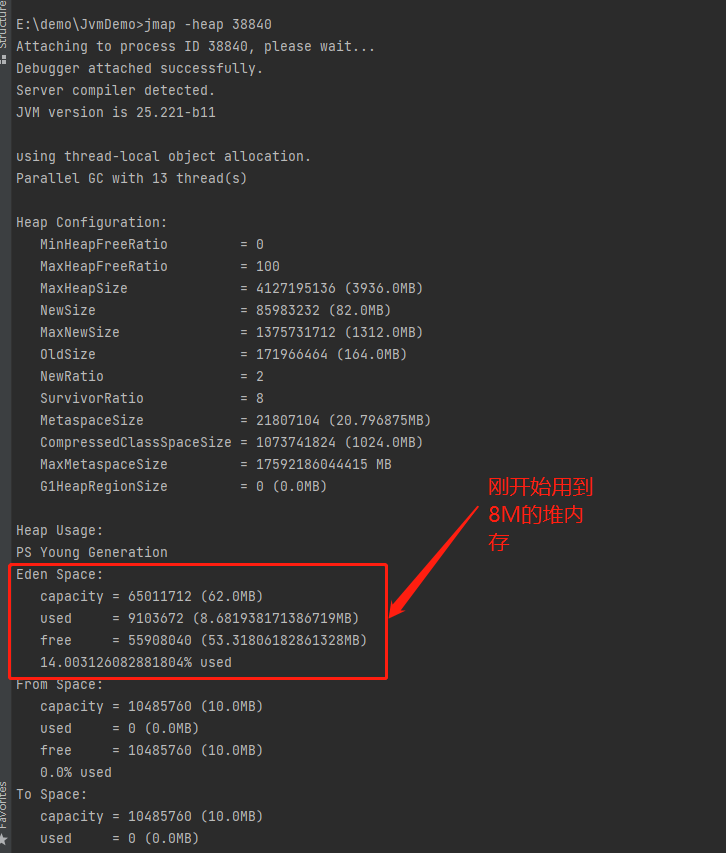 Structure
E:\demo\JvmDemo>jmap -heap 38840
Attaching to process ID 38840, please wait...
Debugger attached successfully.
Server compiler detected.
JVM version is 25.221-b11
using thread-local object allocation.
Parallel GC with 13 thread(s)
Heap Configuration:
MinHeapFreeRatio = 0
MaxHeapFreeRatio = 100
MaxHeapSize = 4127195136 (3936.0MB)
NewSize = 85983232 (82.0MB)
MaxNewSize = 1375731712 (1312.0MB)
OldSize = 171966464 (164.0MB)
NewRatio = 2
SurvivorRatio = 8
MetaspaceSize = 21807104 (20.796875MB)
CompressedClassSpaceSize = 1073741824 (1024.0MB)
MaxMetaspaceSize = 17592186044415 MB
G1HeapRegionSize = 0 (0.0MB)
刚开始用到
8M的堆内
存
Heap Usage:
PS Young Generation
Eden Space:
capacity = 65011712 (62.0MB)
used = 9103672 (8.681938171386719MB)
free = 55908040 (53.31806182861328MB)
14.003126082881804% used
From Space:
capacity = 10485760 (10.0MB)
used = 0 (0.0MB)
free = 10485760 (10.0MB)
0.0% used
To Space:
capacity = 10485760 (10.0MB)
used = 0 (0.0MB)
Favorites